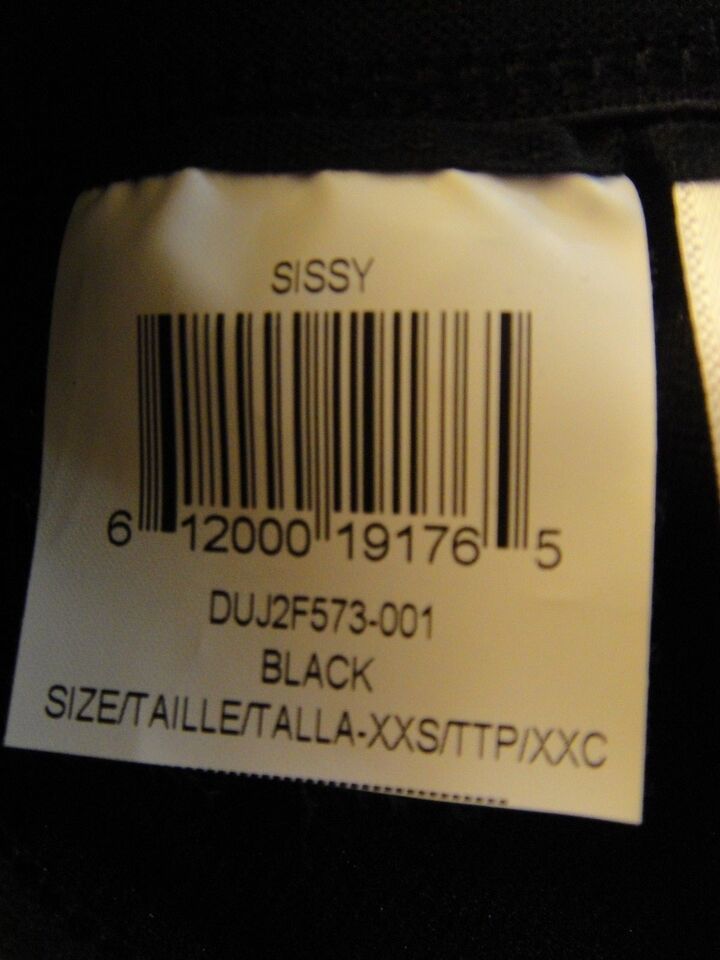 SISSY
6 12000 19176 5
DUJ2F573-001
BLACK
SIZE/TAILLE/TALLA-XXS/TTP/XXC